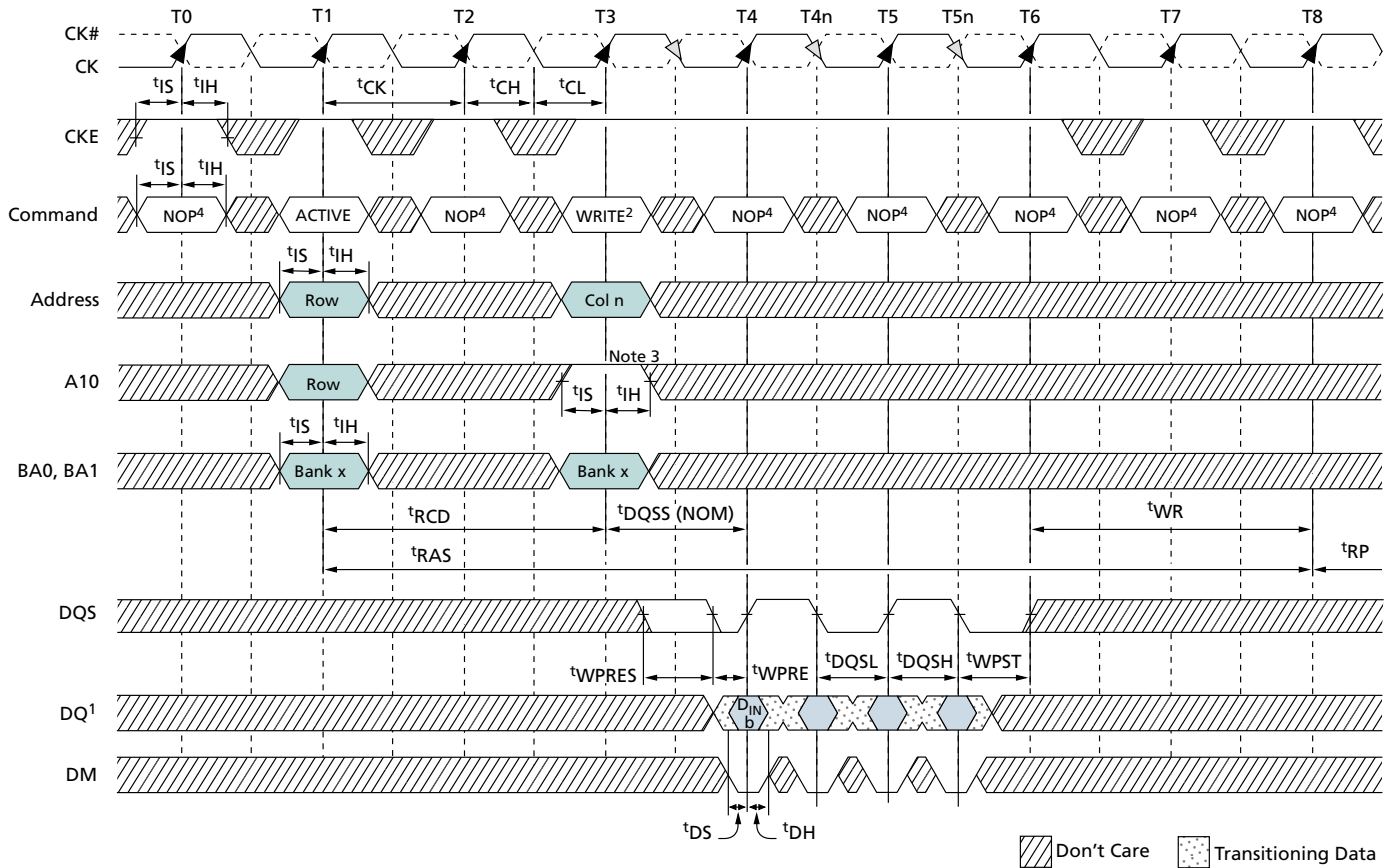 T0 T1 T2 T3 T4 T4n T5 T5n T6 T7 T8
CK#
CK
tIS tIH tCK tCH tCL
CKE
tIS tIH
Command NOP4 ACTIVE NOP4 WRITE2 NOP4 NOP4 NOP4 NOP4 NOP4
tIS tIH
Address Row Col n
Note 3
A10 Row
tIS tIH
tIS tIH
BA0, BA1 Bank x Bank x
tRCD tDQSS (NOM) tWR
tRAS tRP
DQS
tWPRES tWPRE tDQSL tDQSH tWPST
DQ1 DIN
b
DM
tDS tDH
Don't Care Transitioning Data